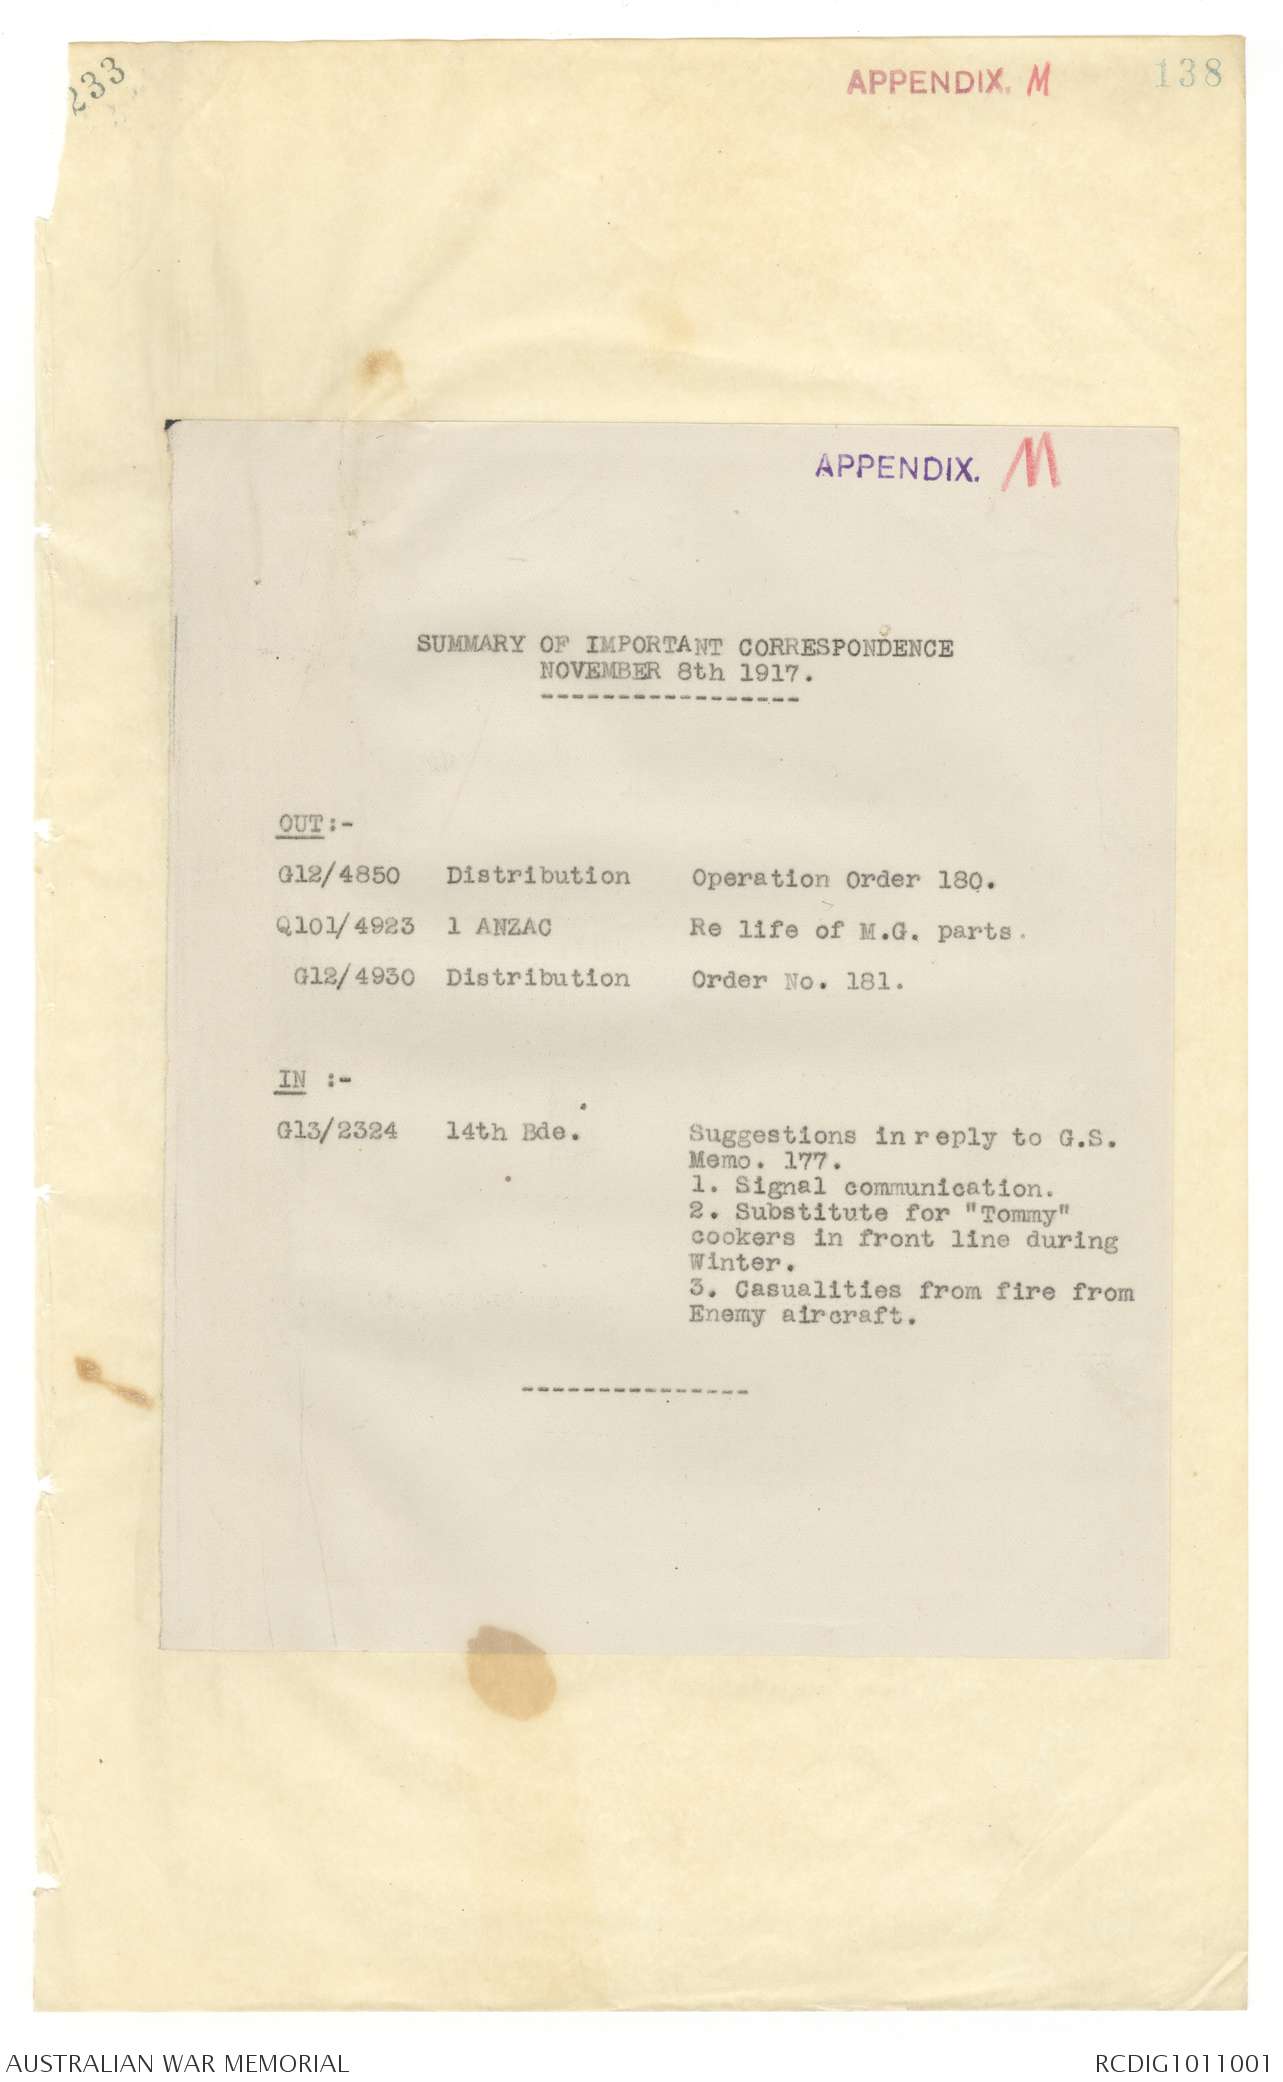 233
APPENDIX. M
138
APPENDIX. M
SUMMARY OF IMPORTANT CORRESPONDENCE
NOVEMBER 8th 1917.
-----------------
OUT:-
G12/4850 Distribution Operation Order 180.
Q101/4923 1 ANZAC Re life of M.G. parts.
G12/4930 Distribution Order No. 181.
IN :-
G13/2324 14th Bde. Suggestions in reply to G.S.
Memo. 177.
1. Signal communication.
2. Substitute for "Tommy"
cookers in front line during
Winter.
3. Casualities from fire from
Enemy aircraft.
---------------
AUSTRALIAN WAR MEMORIAL
RCDIG1011001